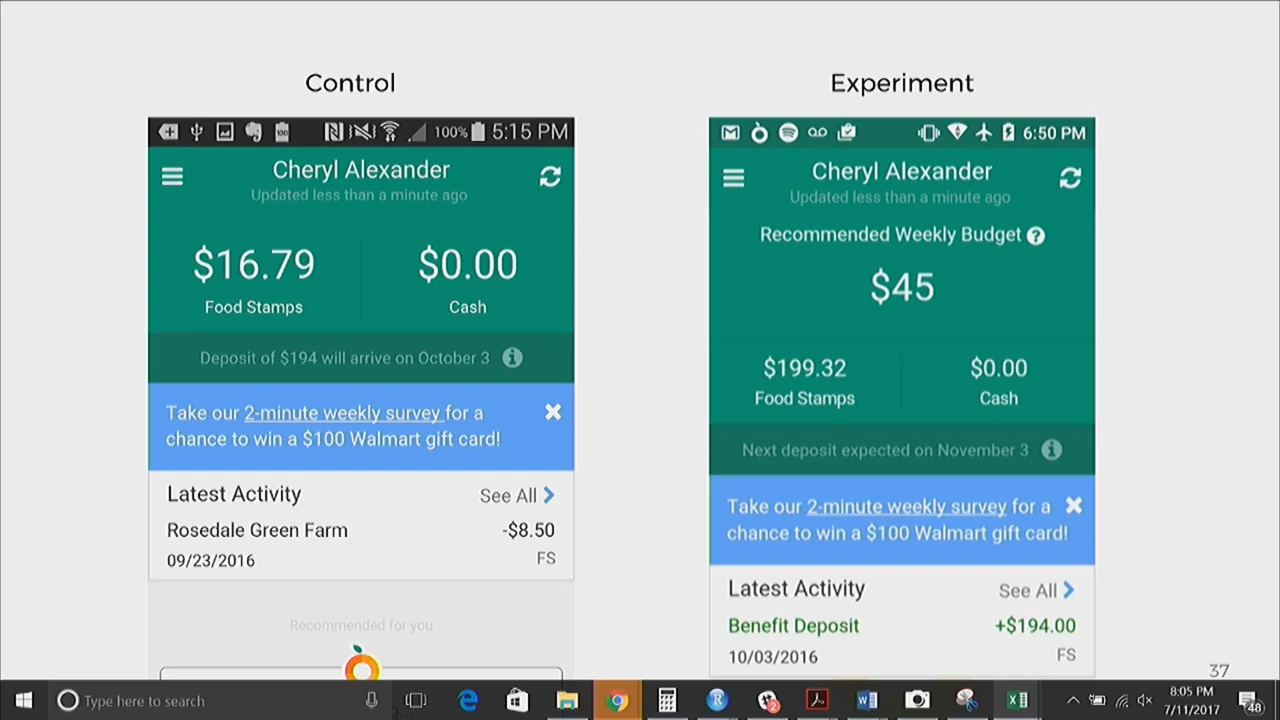 Control
5:15 PM
100%
100
Cheryl Alexander
Updated less than a minute ago
$16.79
$0.00
Food Stamps
Cash
Deposit of $194 will arrive on October 3
Take our 2-minute weekly survey for a
chance to win a $100 Walmart gift card!
Latest Activity
See All
Rosedale Green Farm
-$8.50
09/23/2016
FS
Recommended for you
Experiment
6:50 PM
Cheryl Alexander
Updated less than a minute ago
Recommended Weekly Budget
$45
$199.32
$0.00
Food Stamps
Cash
Next deposit expected on November 3
Take our 2-minute weekly survey for a
chance to win a $100 Walmart gift card!
Latest Activity
See All
Benefit Deposit
+$194.00
10/03/2016
FS
37
Type here to search
2
8:05 PM
7/11/2017
48